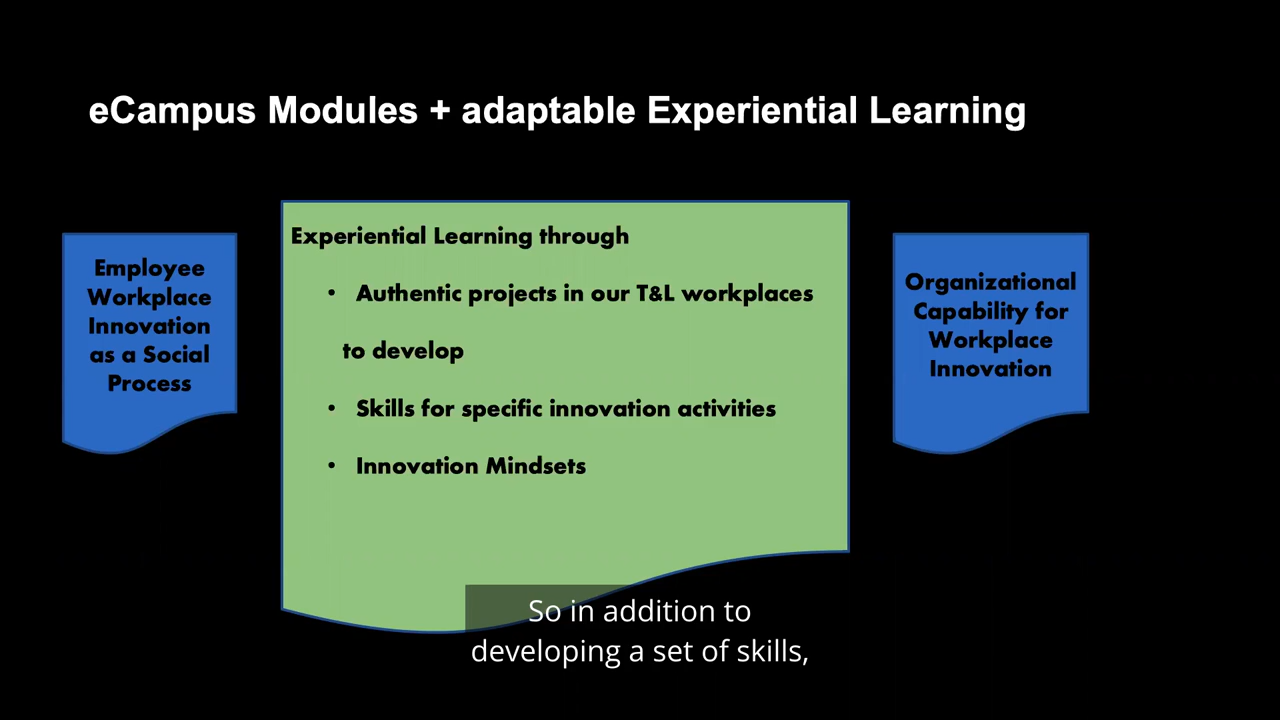 eCampus Modules + adaptable Experiential Learning
Employee
Workplace
Innovation
as a Social
Process
Experiential Learning through
• Authentic projects in our T&L workplaces
to develop
• Skills for specific innovation activities
• Innovation Mindsets
Organizational
Capability for
Workplace
Innovation
So in addition to
developing a set of skills,